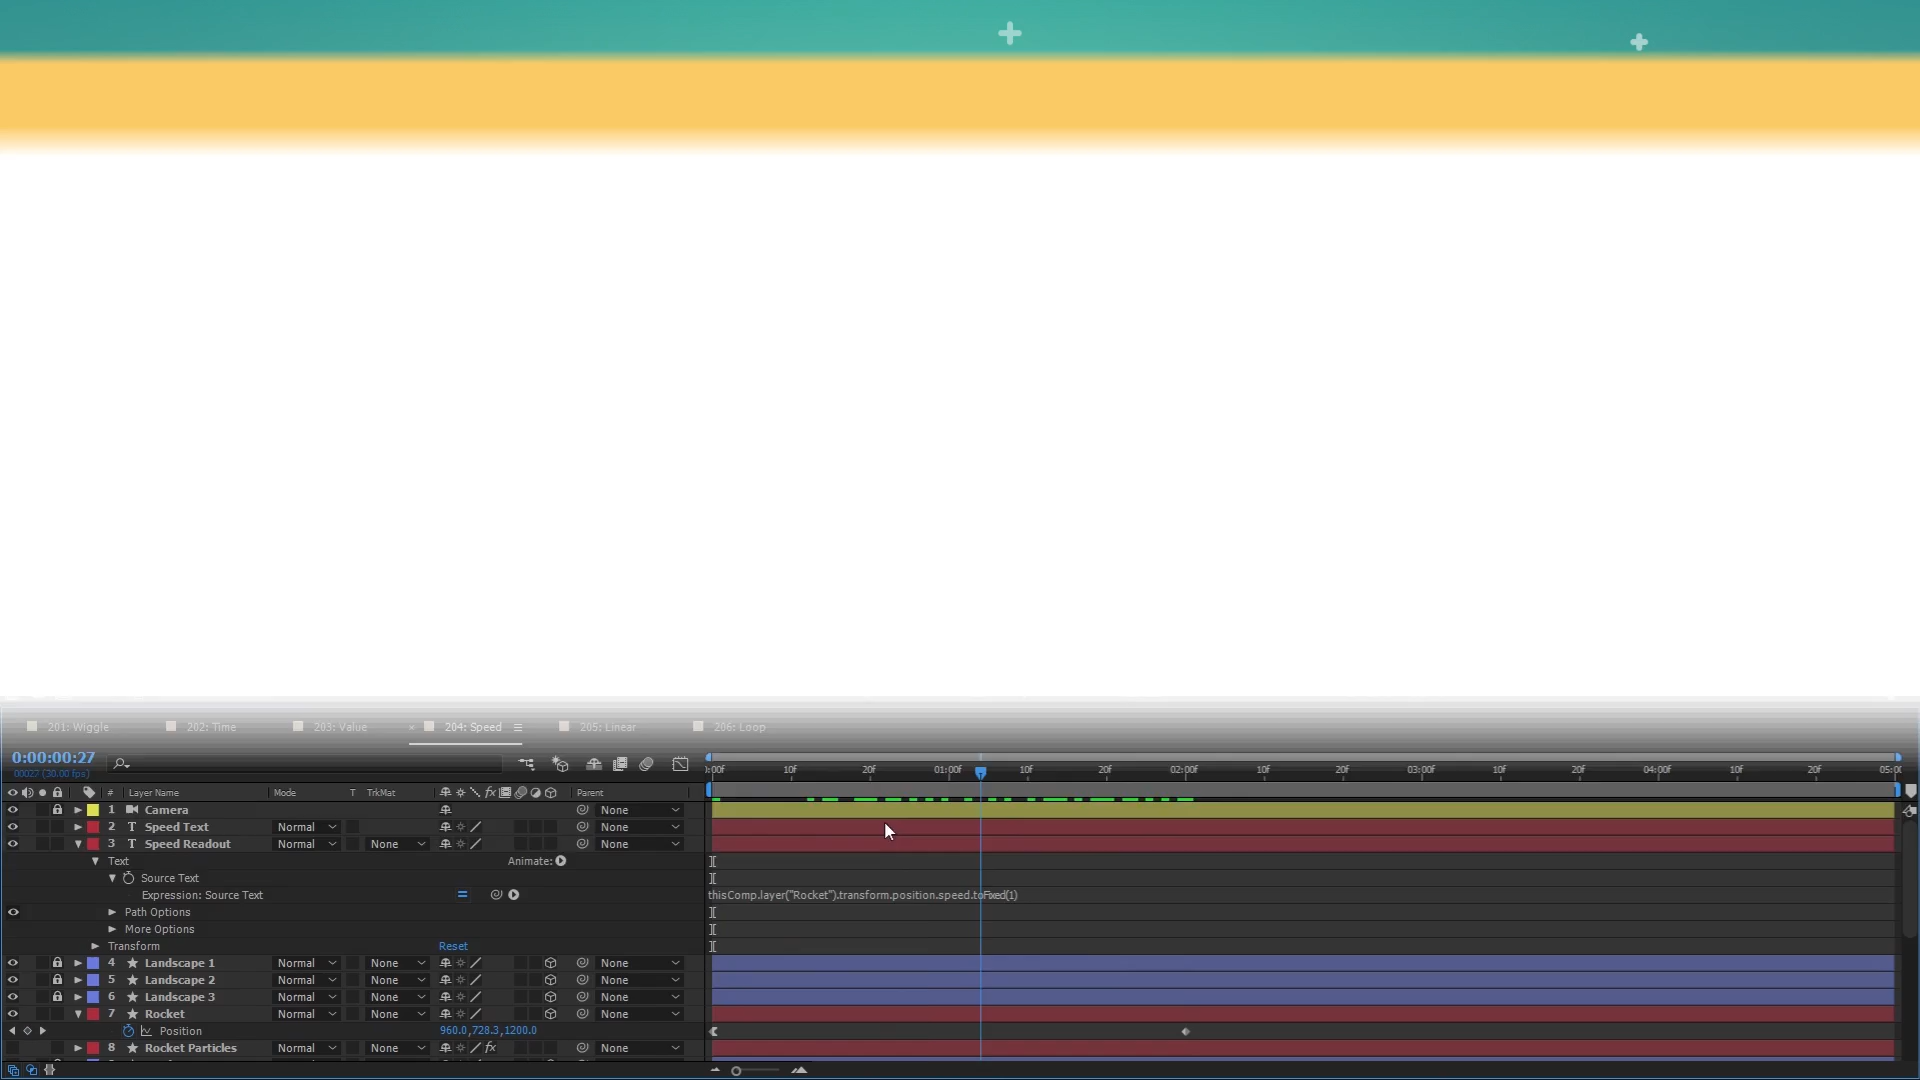 201: Wiggle 202: Time 203: Value × 204: Speed 205: Linear 206: Loop
0:00:00:27
00027 (30.00 fps)
:00f 10f 20f 01:00f 10f 20f 02:00f 10f 20f 03:00f 10f 20f 04:00f 10f 20f 05:00
# Layer Name Mode T TrkMat fx Parent
1 Camera None
2 T Speed Text Normal None
3 T Speed Readout Normal None None
Text Animate:
Source Text
Expression: Source Text thisComp.layer("Rocket").transform.position.speed.toFixed(1)
Path Options
More Options
Transform Reset
4 Landscape 1 Normal None None
5 Landscape 2 Normal None None
6 Landscape 3 Normal None None
7 Rocket Normal None None
Position 960.0,728.3,1200.0
8 Rocket Particles Normal None fx None